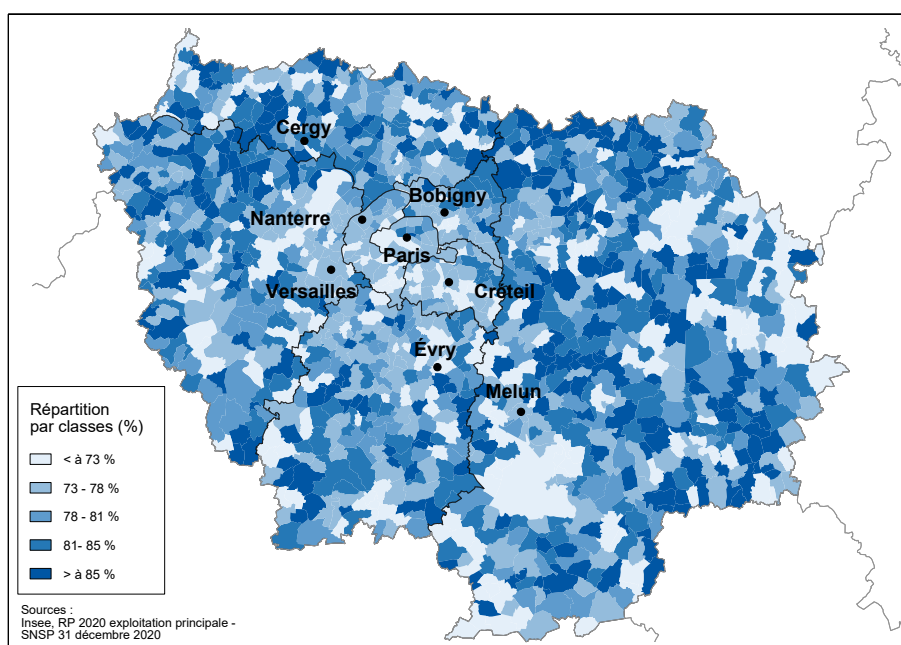 Cergy
Nanterre
Bobigny
Paris
Versailles
Créteil
Évry
Melun
Répartition
par classes (%)
< à 73 %
73 - 78 %
78 - 81 %
81- 85 %
> à 85 %
Sources :
Insee, RP 2020 exploitation principale -
SNSP 31 décembre 2020